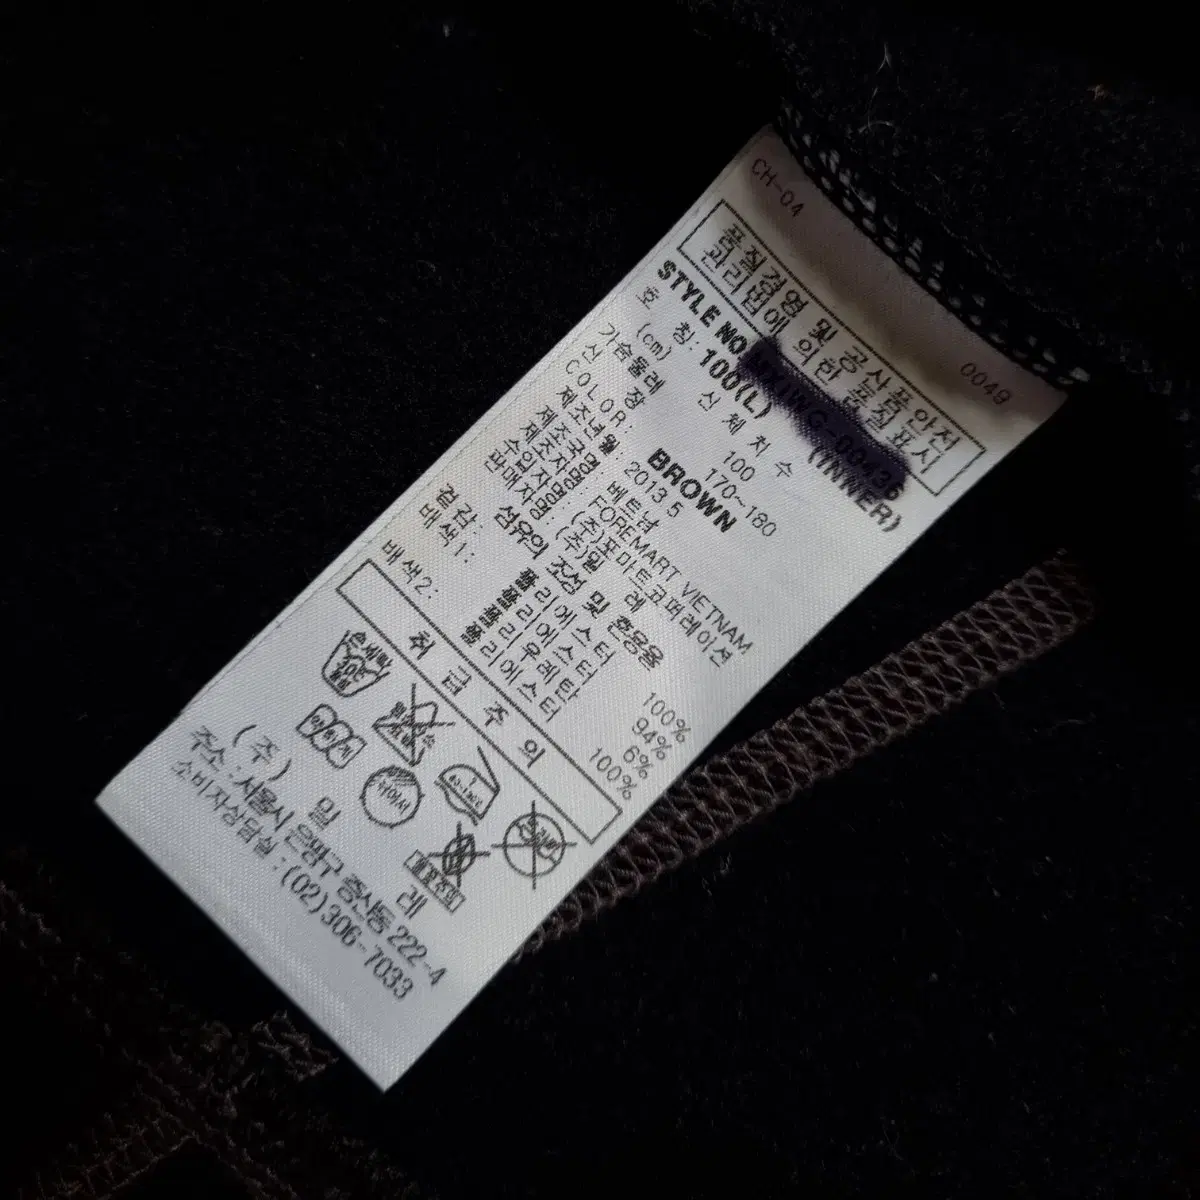 CH-04
0049
품질경영 및 공산품안전
관리법에 의한 품질표시
STYLE NO
(INNER)
호 칭: 100(L)
(cm) 신 체 치 수
가슴둘레 100
신 장 170~180
COLOR: BROWN
제조년월: 2013 5
제조국명: 베트남
제조자명: FOREMART VIETNAM
수입자명: (주)포마트코퍼레이션
판매자명: (주)밀 레
섬유의 조성 및 혼용율
겉감: 폴리에스터 100%
배색1: 폴리에스터 94%
폴리우레탄 6%
배색2: 폴리에스터 100%
취 급 주 의
(주) 밀 레
주소:서울시 은평구 증산동 222-4
소비자상담실:(02)306-7033